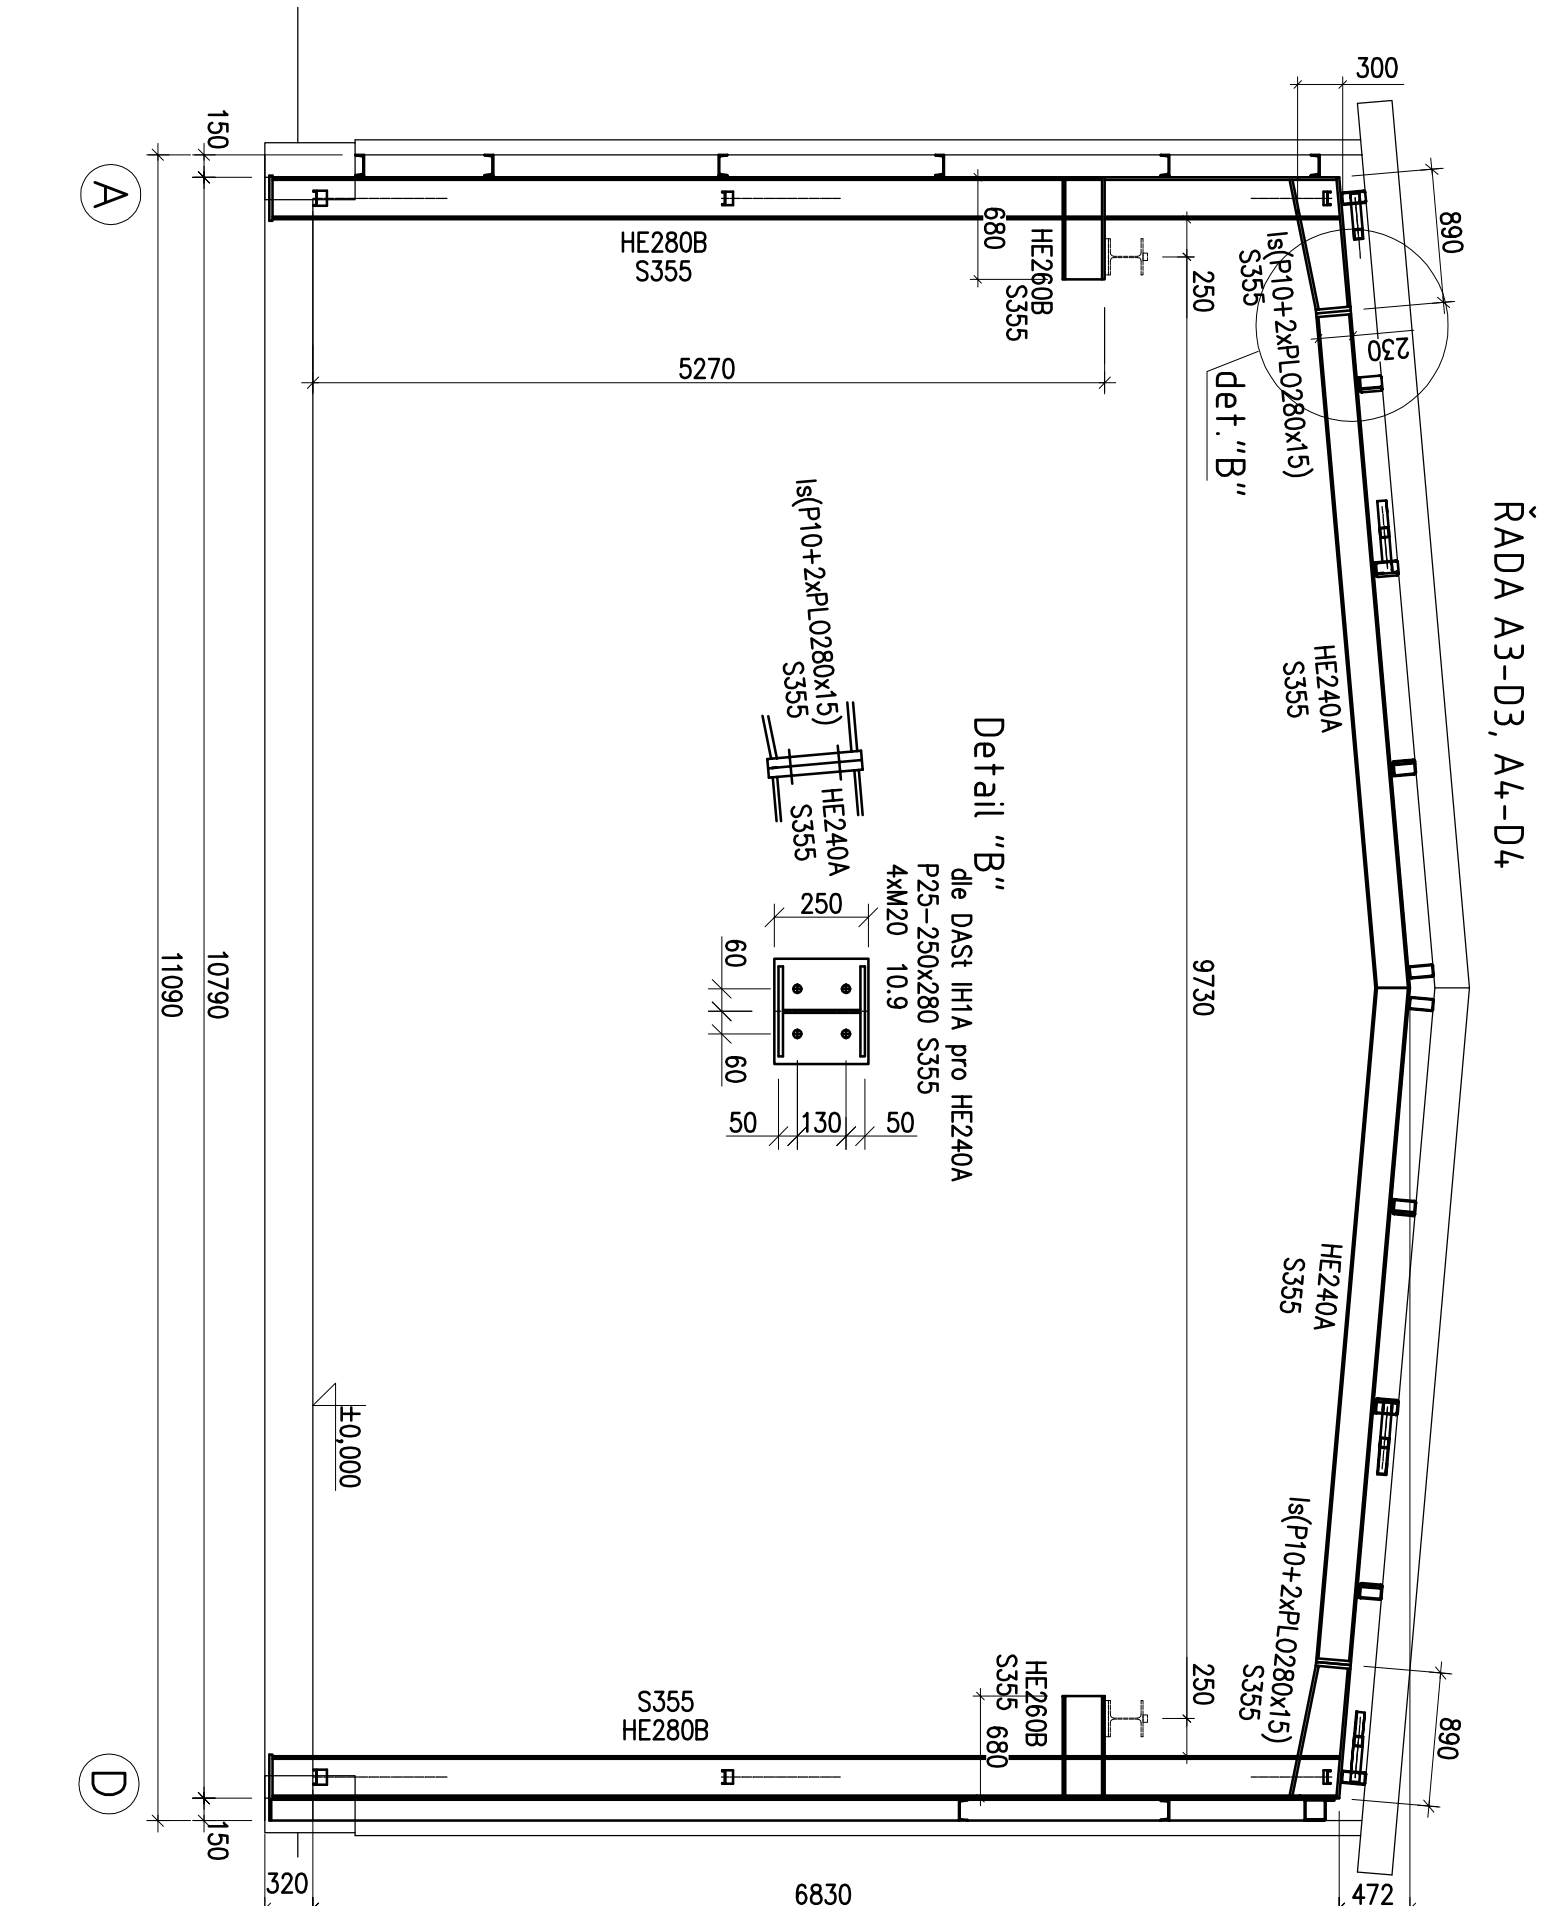 ŘADA A3-D3, A4-D4
300
890
230
Is(P10+2xPLO280x15)
S355
det."B"
HE240A
S355
HE240A
S355
Is(P10+2xPLO280x15)
S355
890
472
250
9730
250
HE260B
S355
680
HE260B
S355
680
Detail "B"
dle DASt IH1A pro HE240A
P25-250x280 S355
4xM20 10.9
Is(P10+2xPLO280x15)
S355
HE240A
S355
250
60
60
50
130
50
5270
HE280B
S355
S355
HE280B
6830
±0,000
320
150
10790
150
11090
A
D